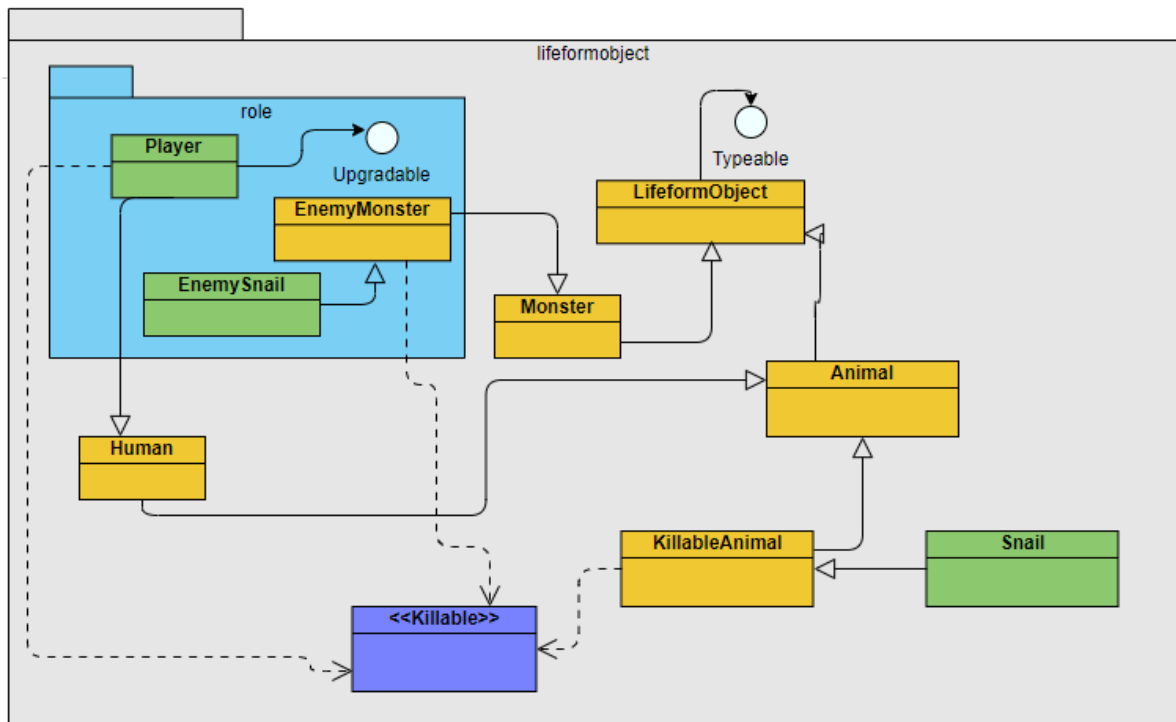 lifeformobject
role
Player
Upgradable
Typeable
LifeformObject
EnemyMonster
EnemySnail
Monster
Animal
Human
KillableAnimal
Snail
<<Killable>>